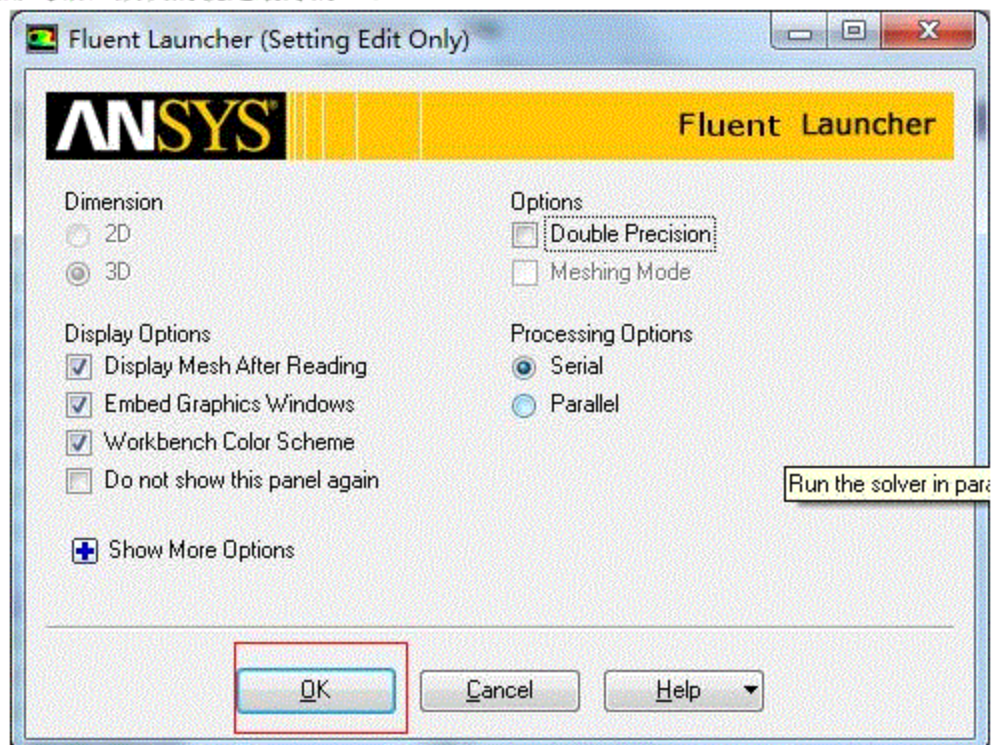 Fluent Launcher (Setting Edit Only)
ANSYS Fluent Launcher
Dimension
2D
3D
Options
Double Precision
Meshing Mode
Display Options
Display Mesh After Reading
Embed Graphics Windows
Workbench Color Scheme
Do not show this panel again
Processing Options
Serial
Parallel
Run the solver in
Show More Options
OK Cancel Help